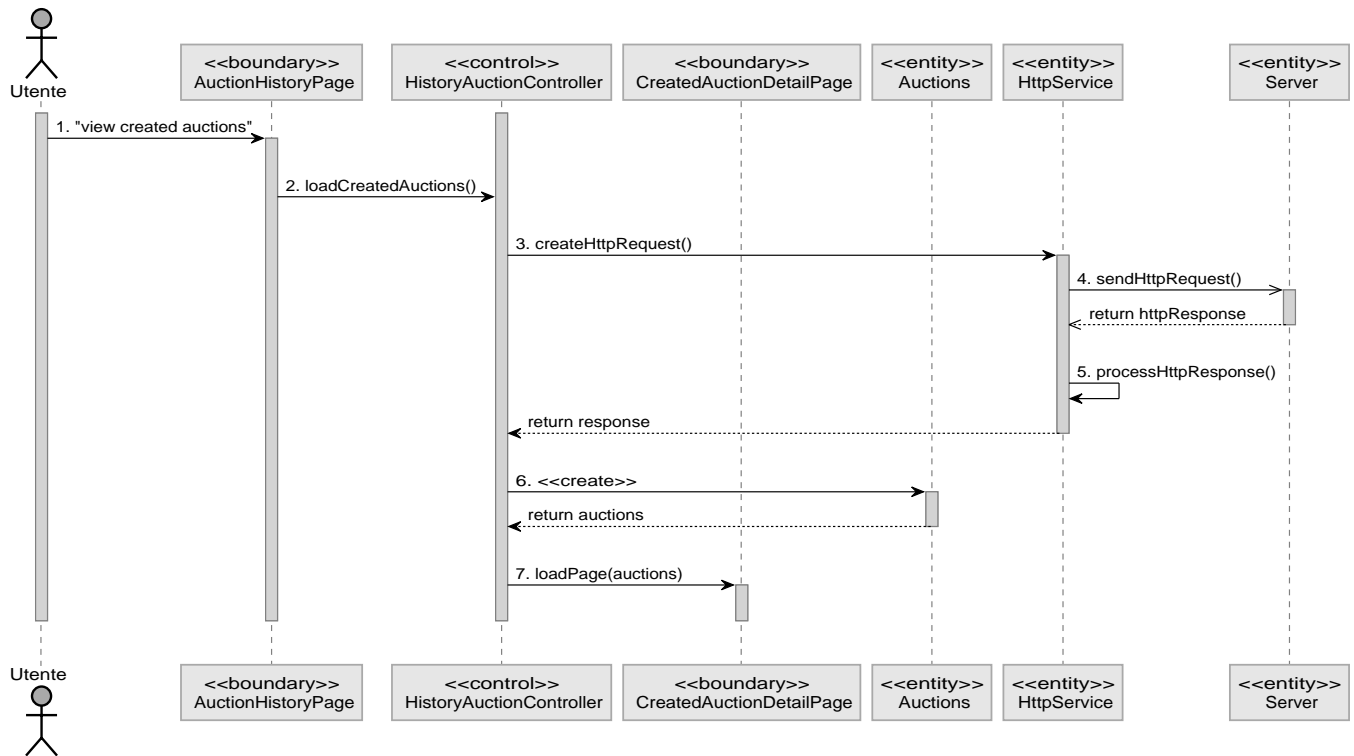 Utente
<<boundary>>
AuctionHistoryPage
<<control>>
HistoryAuctionController
<<boundary>>
CreatedAuctionDetailPage
<<entity>>
Auctions
<<entity>>
HttpService
<<entity>>
Server
1. "view created auctions"
2. loadCreatedAuctions()
3. createHttpRequest()
4. sendHttpRequest()
return httpResponse
5. processHttpResponse()
return response
6. <<create>>
return auctions
7. loadPage(auctions)
Utente
<<boundary>>
AuctionHistoryPage
<<control>>
HistoryAuctionController
<<boundary>>
CreatedAuctionDetailPage
<<entity>>
Auctions
<<entity>>
HttpService
<<entity>>
Server